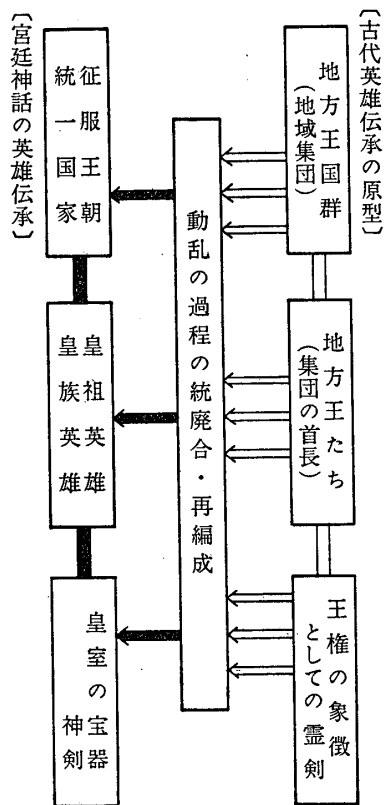 〔古代英雄伝承の原型〕
地方王国群
(地域集団)
地方王たち
(集団の首長)
王権の象徴
としての霊剣
動乱の過程の統廃合・再編成
征服王朝
統一国家
皇祖英雄
皇族英雄
皇室の宝器
神剣
〔宮廷神話の英雄伝承〕